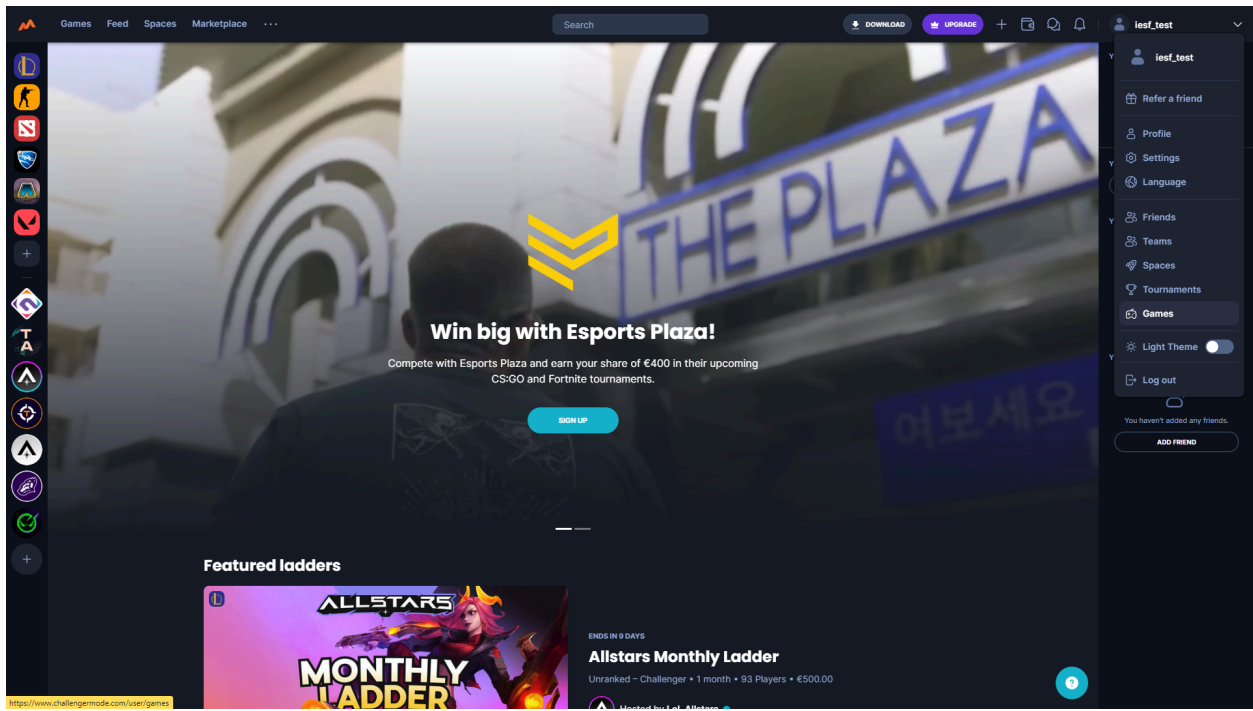 Games Feed Spaces Marketplace ...
Search
DOWNLOAD
UPGRADE
iesf_test
iesf_test
Refer a friend
Profile
Settings
Language
Friends
Teams
Spaces
Tournaments
Games
Light Theme
Log out
You haven't added any friends.
ADD FRIEND
THE PLAZA
여보세요
Win big with Esports Plaza!
Compete with Esports Plaza and earn your share of €400 in their upcoming
CS:GO and Fortnite tournaments.
SIGN UP
T
A
Featured ladders
ALLSTARS
MONTHLY
LADDER
ENDS IN 9 DAYS
Allstars Monthly Ladder
Unranked – Challenger • 1 month • 93 Players • €500.00
Hosted by LoL Allstars
?
https://www.challengermode.com/user/games